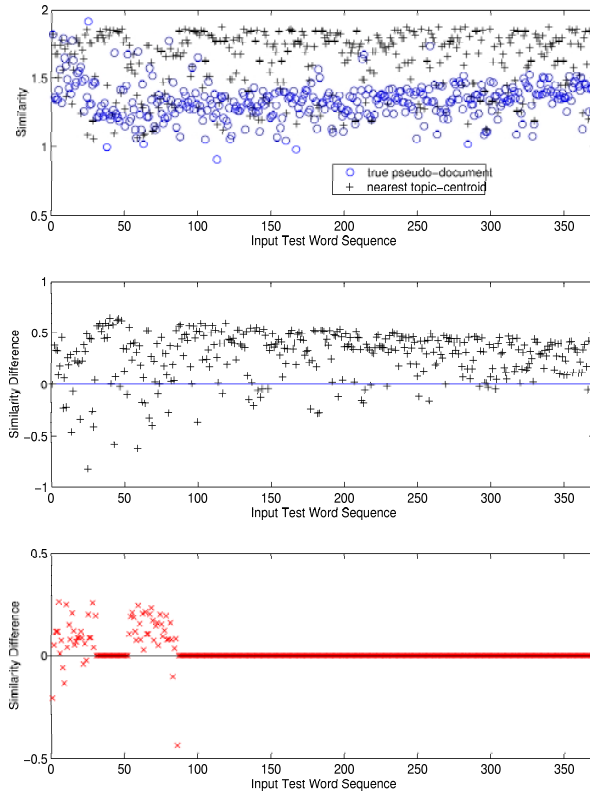 2
1.5
1
0.5
0 50 100 150 200 250 300 350
Similarity
Input Test Word Sequence
true pseudo-document
nearest topic-centroid
1
0.5
0
-0.5
-1
0 50 100 150 200 250 300 350
Similarity Difference
Input Test Word Sequence
0.5
0
-0.5
0 50 100 150 200 250 300 350
Similarity Difference
Input Test Word Sequence